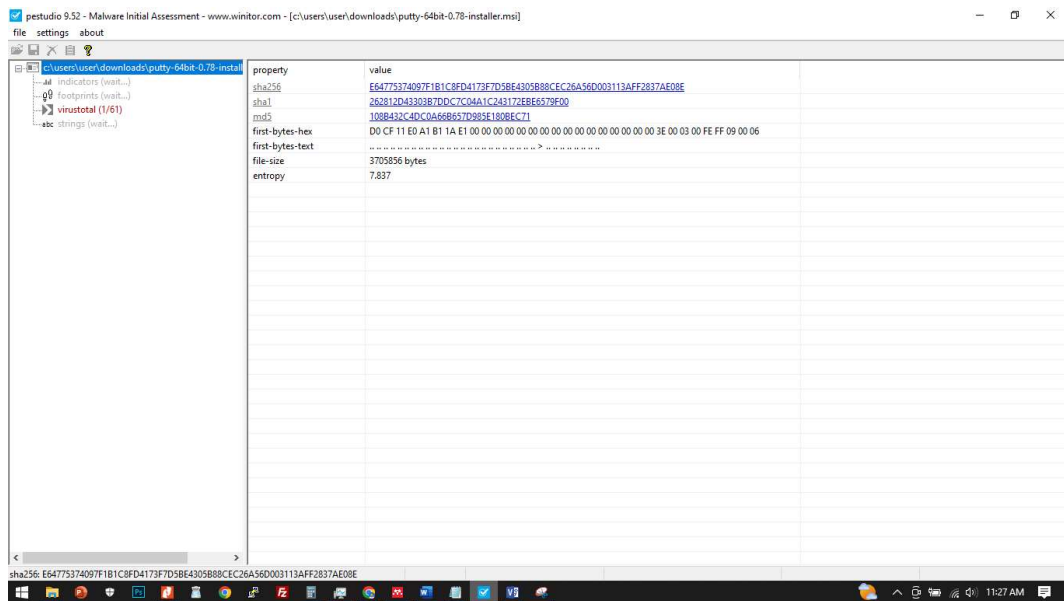 pestudio 9.52 - Malware Initial Assessment - www.winitor.com - [c:\users\user\downloads\putty-64bit-0.78-installer.msi]
file settings about
c:\users\user\downloads\putty-64bit-0.78-install
indicators (wait...)
footprints (wait...)
virustotal (1/61)
abc strings (wait...)
property value
sha256 E64775374097F1B1C8FD4173F7D5BE4305B88CEC26A56D003113AFF2837AE08E
sha1 262812D43303B7DDC7C04A1C243172EBE6579F00
md5 108B432C4DC0A66B657D985E180BEC71
first-bytes-hex D0 CF 11 E0 A1 B1 1A E1 00 00 00 00 00 00 00 00 00 00 00 00 00 00 00 00 3E 00 03 00 FE FF 09 00 06
first-bytes-text .. .. .. .. .. .. .. .. .. .. .. .. .. .. .. .. .. .. .. .. .. .. .. .. > .. .. .. .. .. .. .. ..
file-size 3705856 bytes
entropy 7.837
sha256: E64775374097F1B1C8FD4173F7D5BE4305B88CEC26A56D003113AFF2837AE08E
11:27 AM